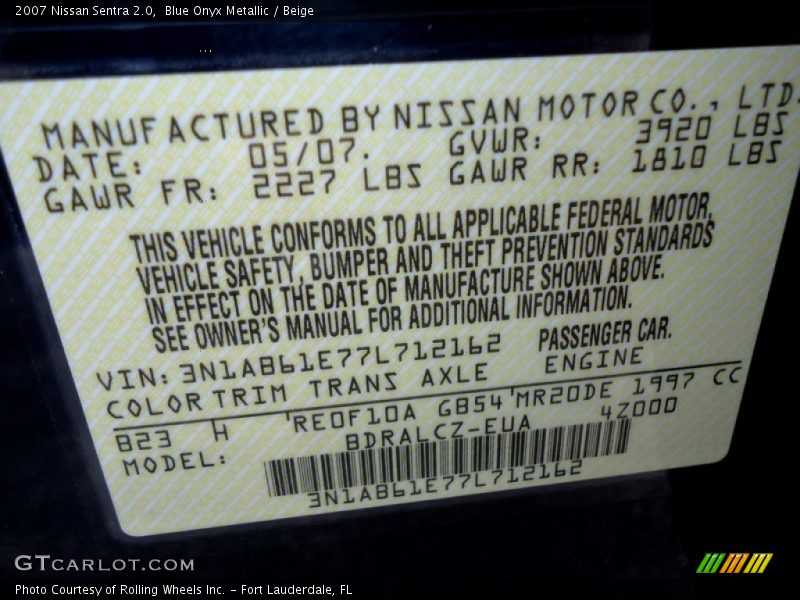 2007 Nissan Sentra 2.0,  Blue Onyx Metallic / Beige
MANUFACTURED BY NISSAN MOTOR CO., LTD.
DATE: 05/07. GVWR: 3920 LBS
GAWR FR: 2227 LBS GAWR RR: 1810 LBS
THIS VEHICLE CONFORMS TO ALL APPLICABLE FEDERAL MOTOR,
VEHICLE SAFETY, BUMPER AND THEFT PREVENTION STANDARDS
IN EFFECT ON THE DATE OF MANUFACTURE SHOWN ABOVE.
SEE OWNER'S MANUAL FOR ADDITIONAL INFORMATION.
VIN: 3N1AB61E77L712162 PASSENGER CAR.
COLOR TRIM TRANS AXLE ENGINE
B23 H RE0F10A GB54 MR20DE 1997 CC
MODEL: BDRALCZ-EUA 4Z000
3N1AB61E77L712162
GTCARLOT.COM
Photo Courtesy of Rolling Wheels Inc. - Fort Lauderdale, FL